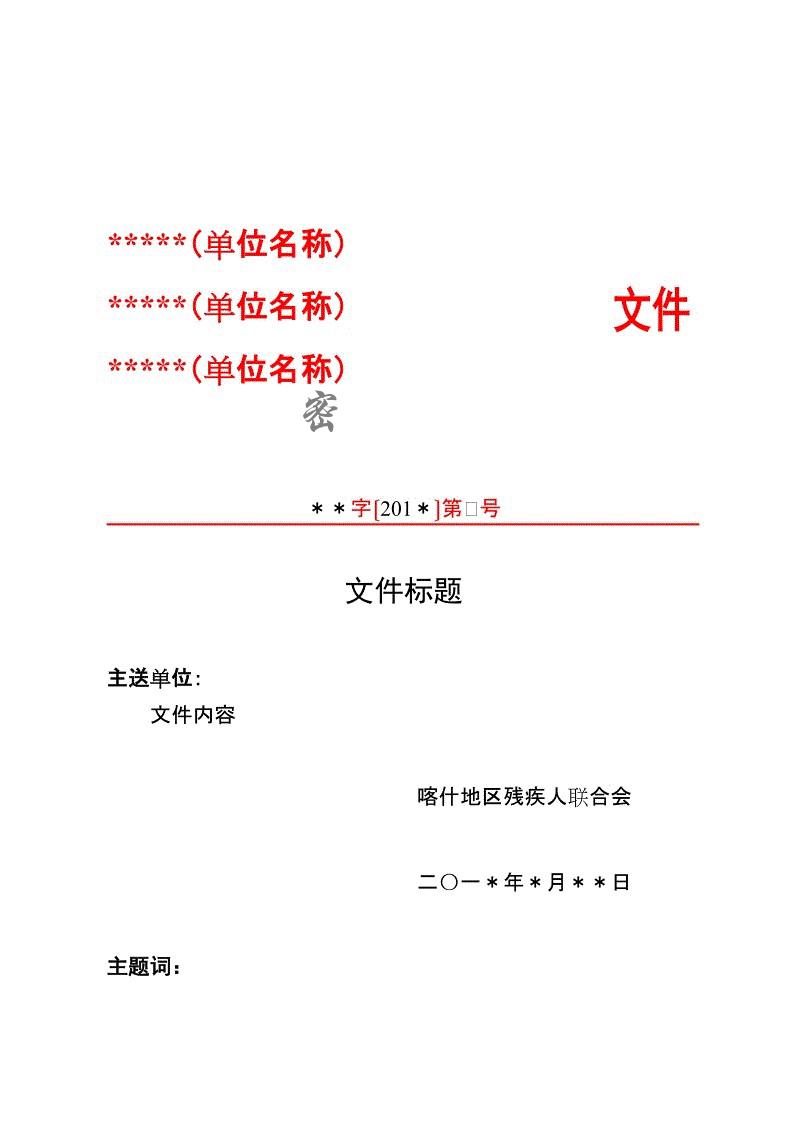 *****(单位名称)
*****(单位名称)
文件
*****(单位名称)
密
＊＊字[201＊]第□号
文件标题
主送单位:
文件内容
喀什地区残疾人联合会
二〇一＊年＊月＊＊日
主题词：